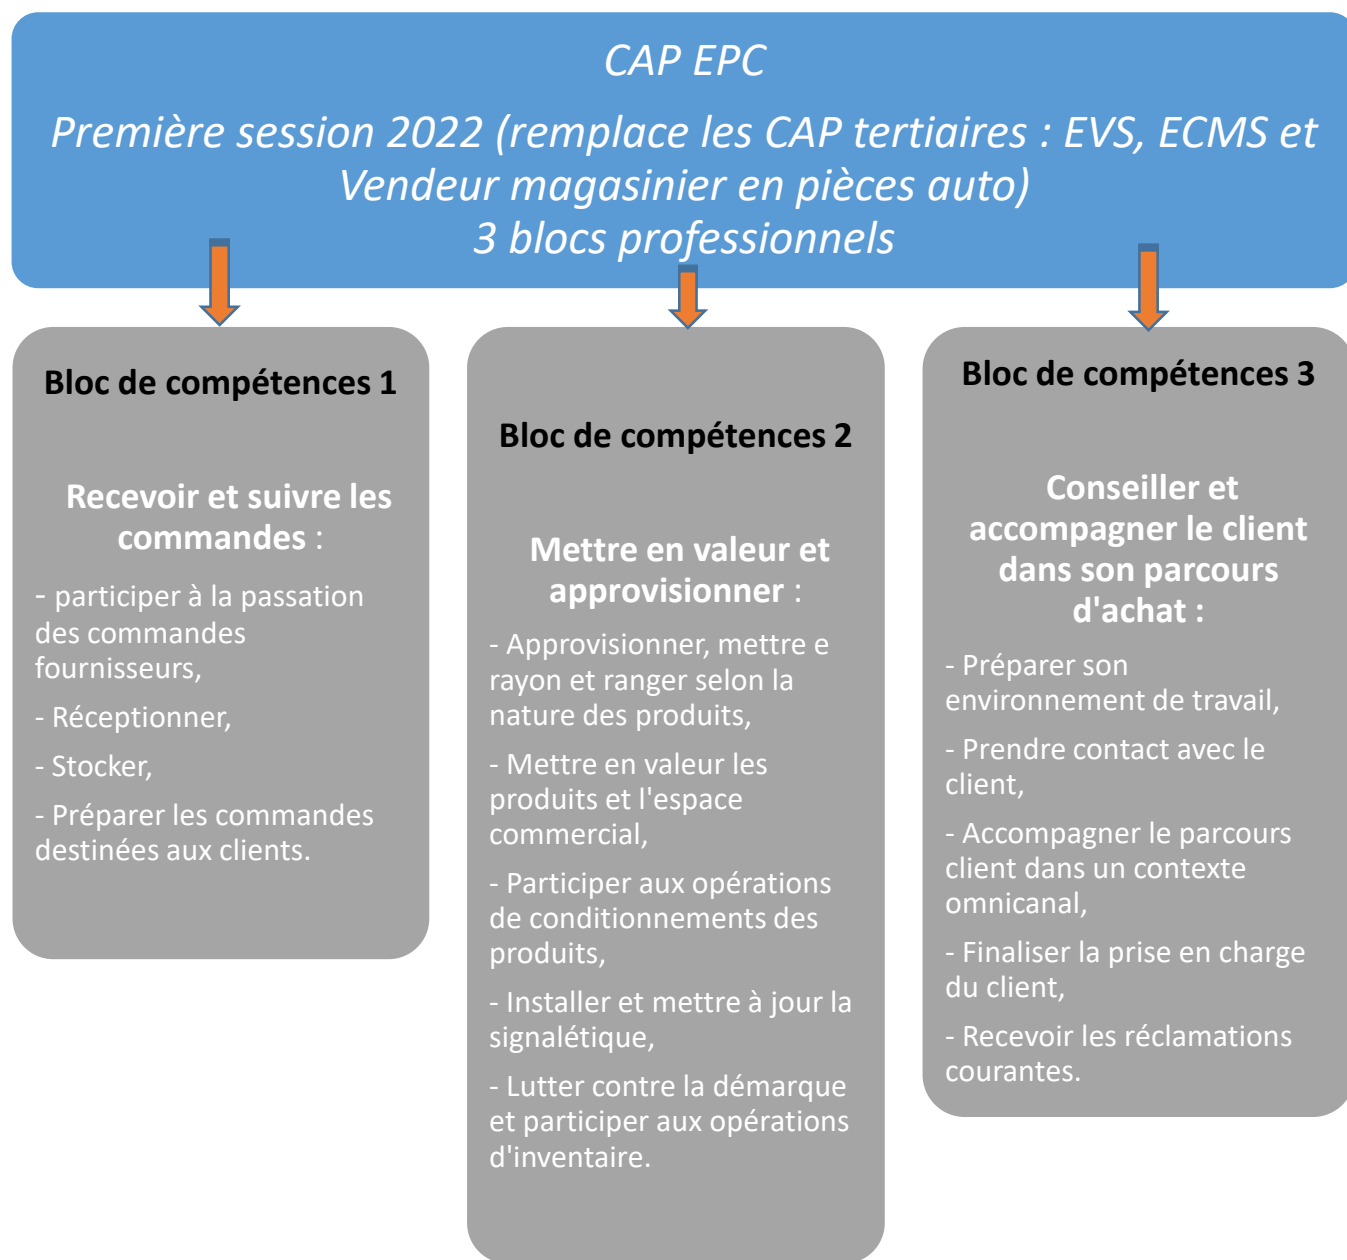 CAP EPC
Première session 2022 (remplace les CAP tertiaires : EVS, ECMS et
Vendeur magasinier en pièces auto)
3 blocs professionnels
Bloc de compétences 1
Recevoir et suivre les
commandes :
- participer à la passation
des commandes
fournisseurs,
- Réceptionner,
- Stocker,
- Préparer les commandes
destinées aux clients.
Bloc de compétences 2
Mettre en valeur et
approvisionner :
- Approvisionner, mettre e
rayon et ranger selon la
nature des produits,
- Mettre en valeur les
produits et l'espace
commercial,
- Participer aux opérations
de conditionnements des
produits,
- Installer et mettre à jour la
signalétique,
- Lutter contre la démarque
et participer aux opérations
d'inventaire.
Bloc de compétences 3
Conseiller et
accompagner le client
dans son parcours
d'achat :
- Préparer son
environnement de travail,
- Prendre contact avec le
client,
- Accompagner le parcours
client dans un contexte
omnicanal,
- Finaliser la prise en charge
du client,
- Recevoir les réclamations
courantes.